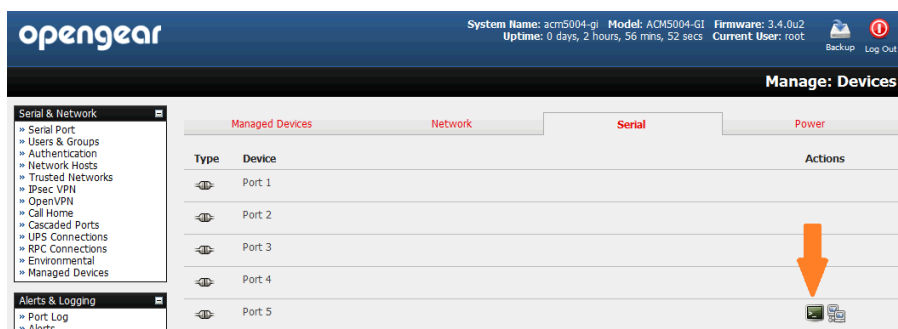 opengear
System Name: acm5004-gi Model: ACM5004-GI Firmware: 3.4.0u2
Uptime: 0 days, 2 hours, 56 mins, 52 secs Current User: root
Backup Log Out
Manage: Devices
Serial & Network
» Serial Port
» Users & Groups
» Authentication
» Network Hosts
» Trusted Networks
» IPsec VPN
» OpenVPN
» Call Home
» Cascaded Ports
» UPS Connections
» RPC Connections
» Environmental
» Managed Devices
Alerts & Logging
» Port Log
» Alerts
Managed Devices Network Serial Power
Type Device Actions
Port 1
Port 2
Port 3
Port 4
Port 5